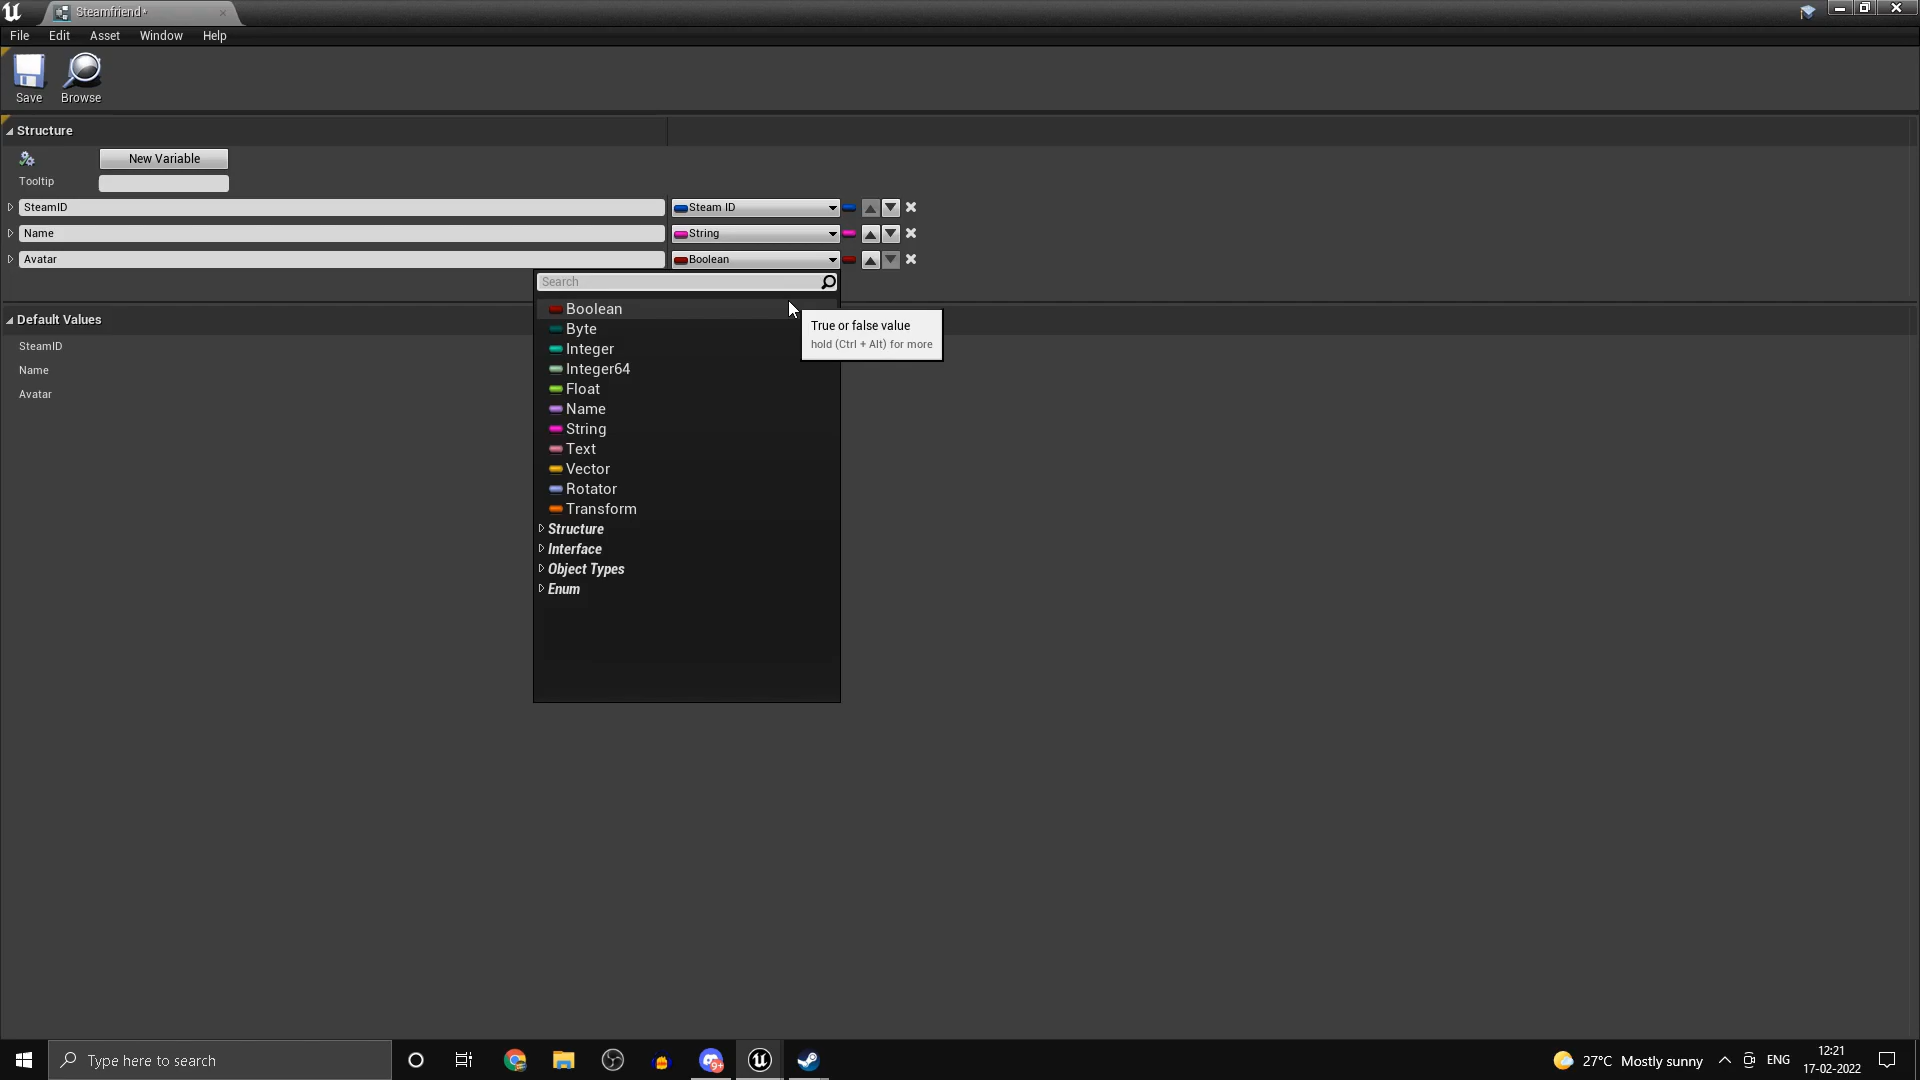 Steamfriend*
File Edit Asset Window Help
Save Browse
Structure
New Variable
Tooltip
SteamID Steam ID
Name String
Avatar Boolean
Search
Boolean
Byte
Integer
Integer64
Float
Name
String
Text
Vector
Rotator
Transform
Structure
Interface
Object Types
Enum
True or false value
hold (Ctrl + Alt) for more
Default Values
SteamID
Name
Avatar
Type here to search
9+
27°C Mostly sunny
ENG
12:21
17-02-2022